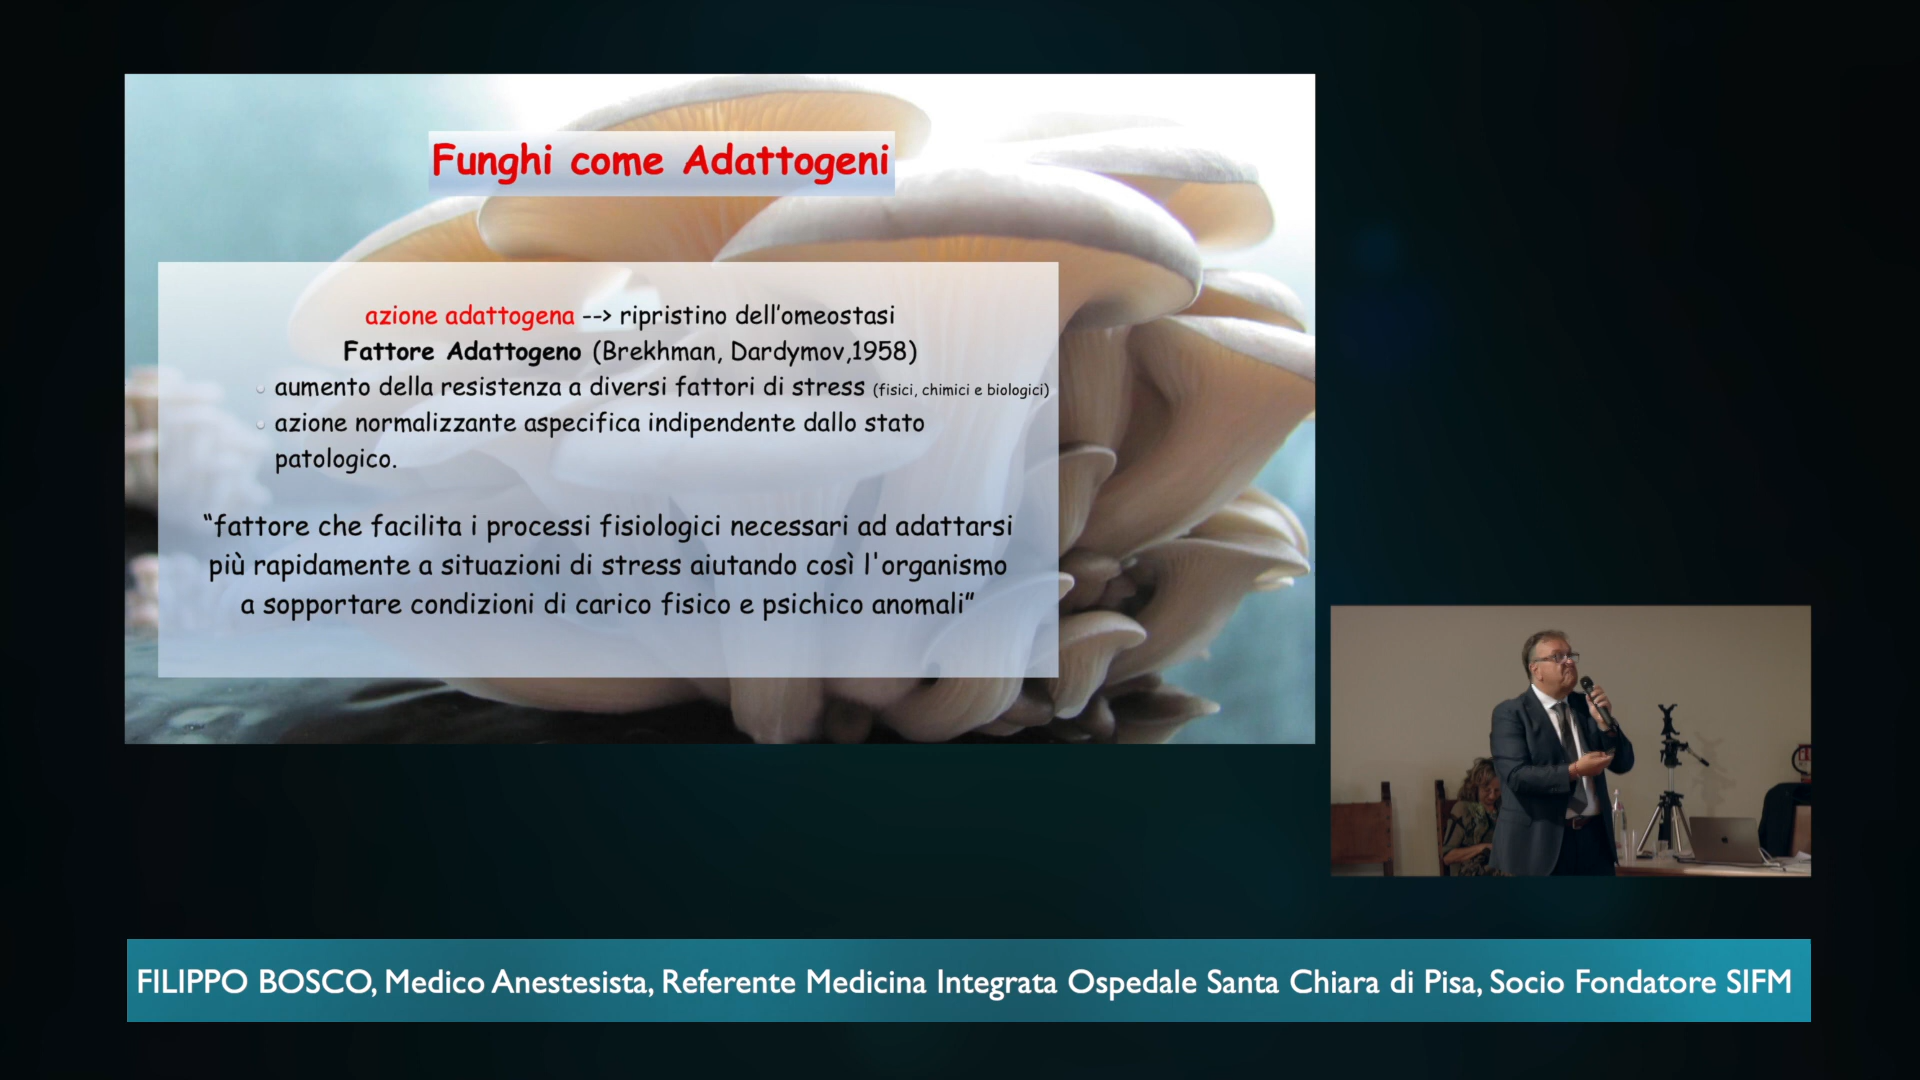 Funghi come Adattogeni
azione adattogena --> ripristino dell'omeostasi
Fattore Adattogeno (Brekhman, Dardymov,1958)
aumento della resistenza a diversi fattori di stress (fisici, chimici e biologici)
azione normalizzante aspecifica indipendente dallo stato
patologico.
“fattore che facilita i processi fisiologici necessari ad adattarsi
più rapidamente a situazioni di stress aiutando così l'organismo
a sopportare condizioni di carico fisico e psichico anomali”
FILIPPO BOSCO, Medico Anestesista, Referente Medicina Integrata Ospedale Santa Chiara di Pisa, Socio Fondatore SIFM